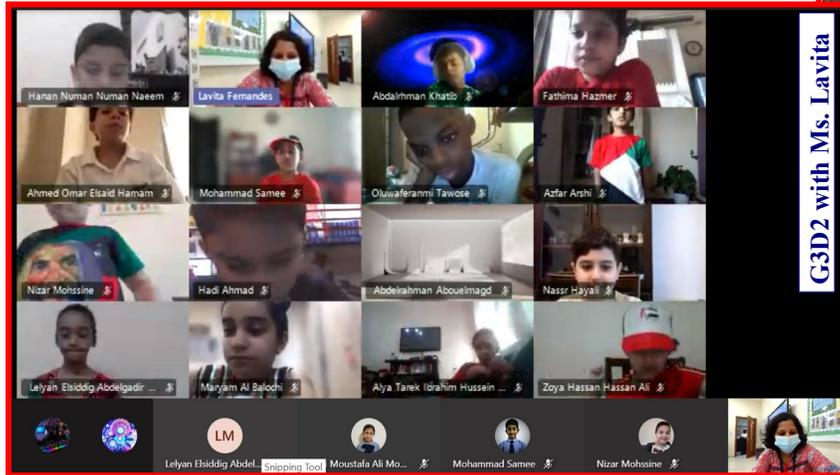 Hanan Numan Numan Naeem
Lavita Fernandes
Abdalrhman Khatib
Fathima Hazmer
Ahmed Omar Elsaid Hamam
Mohammad Samee
Oluwaferanmi Tawose
Azfar Arshi
Nizar Mohssine
Hadi Ahmad
Abdelrahman Abouelmagd
Nassr Hayali
Lelyan Elsiddig Abdelgadir ...
Maryam Al Balochi
Alya Tarek Ibrahim Hussein ...
Zoya Hassan Hassan Ali
LM
Lelyan Elsiddig Abdel...
Snipping Tool
Moustafa Ali Mo...
Mohammad Samee
Nizar Mohssine
G3D2 with Ms. Lavita